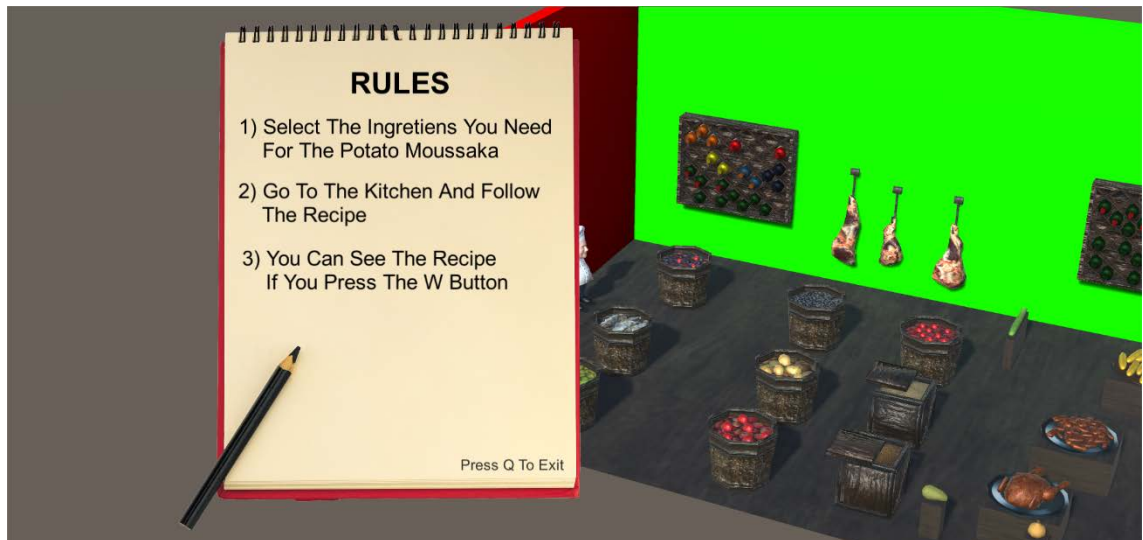 RULES
1) Select The Ingretiens You Need
For The Potato Moussaka
2) Go To The Kitchen And Follow
The Recipe
3) You Can See The Recipe
If You Press The W Button
Press Q To Exit